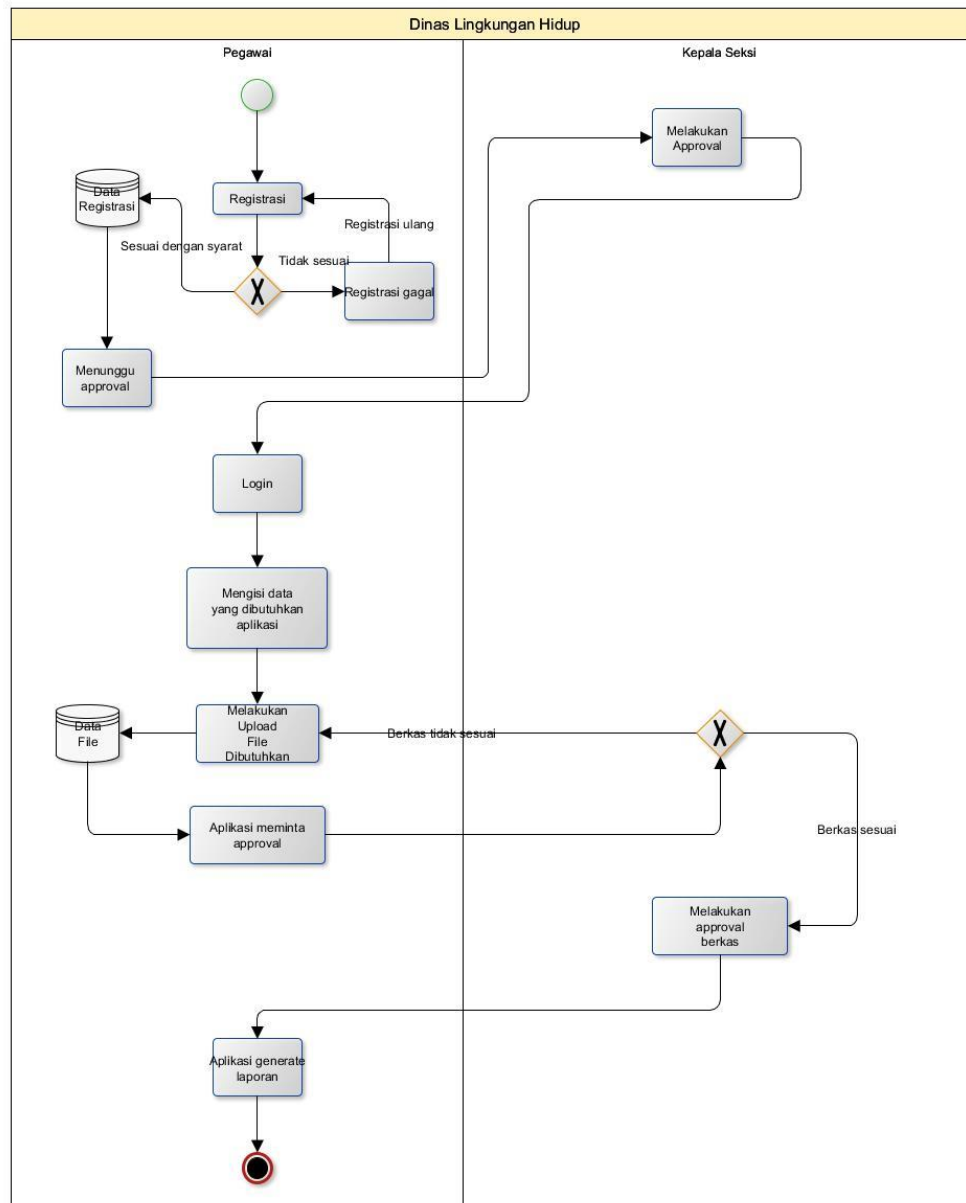 Dinas Lingkungan Hidup
Pegawai
Kepala Seksi
Melakukan
Approval
Data
Registrasi
Registrasi
Registrasi ulang
Sesuai dengan syarat
Tidak sesuai
Registrasi gagal
Menunggu
approval
Login
Mengisi data
yang dibutuhkan
aplikasi
Data
File
Melakukan
Upload
File
Dibutuhkan
Berkas tidak sesuai
Aplikasi meminta
approval
Berkas sesuai
Melakukan
approval
berkas
Aplikasi generate
laporan